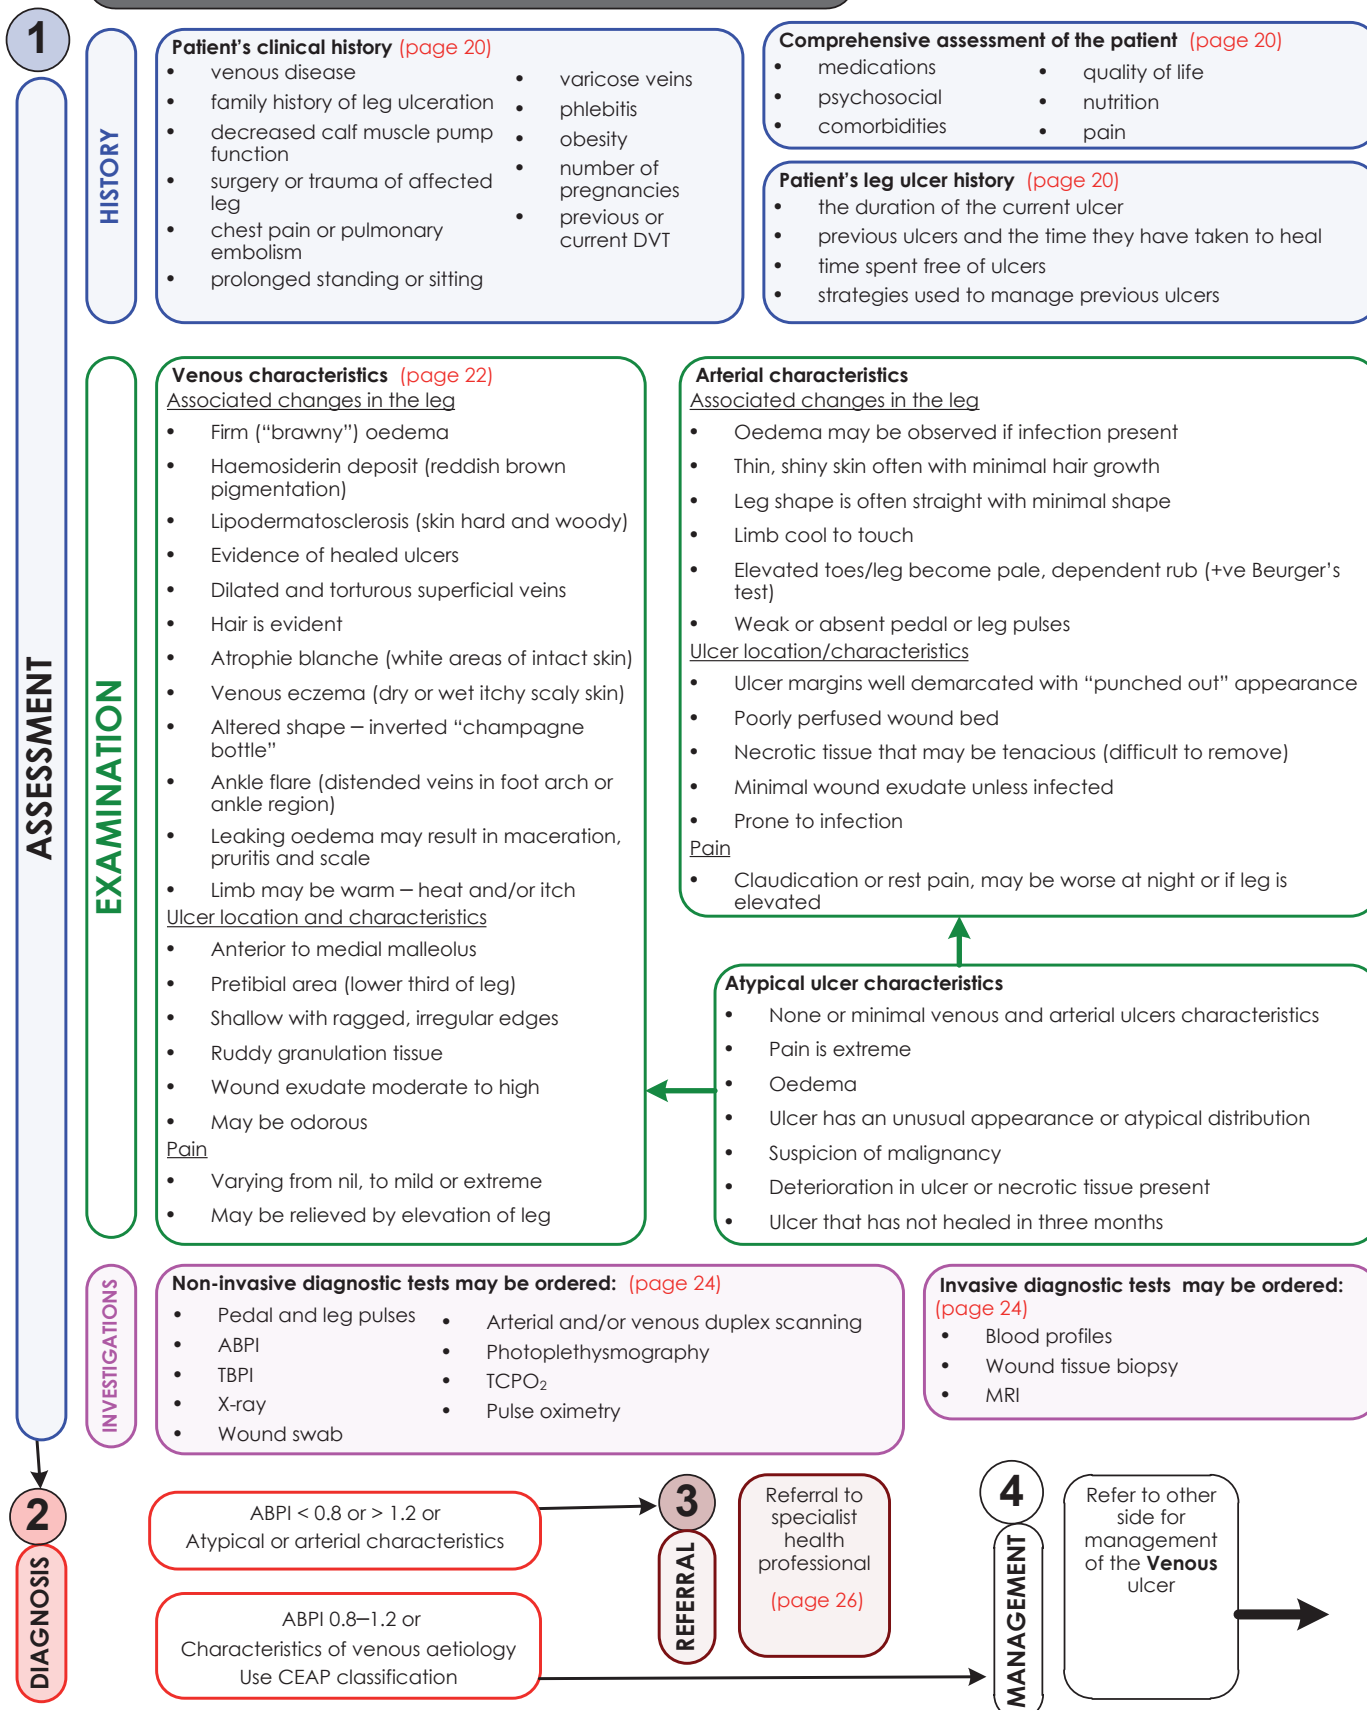 1
ASSESSMENT
HISTORY
Patient's clinical history (page 20)
• venous disease
• family history of leg ulceration
• decreased calf muscle pump
function
• surgery or trauma of affected
leg
• chest pain or pulmonary
embolism
• prolonged standing or sitting
• varicose veins
• phlebitis
• obesity
• number of
pregnancies
• previous or
current DVT
Comprehensive assessment of the patient (page 20)
• medications
• psychosocial
• comorbidities
• quality of life
• nutrition
• pain
Patient's leg ulcer history (page 20)
• the duration of the current ulcer
• previous ulcers and the time they have taken to heal
• time spent free of ulcers
• strategies used to manage previous ulcers
EXAMINATION
Venous characteristics (page 22)
Associated changes in the leg
• Firm ("brawny") oedema
• Haemosiderin deposit (reddish brown
pigmentation)
• Lipodermatosclerosis (skin hard and woody)
• Evidence of healed ulcers
• Dilated and torturous superficial veins
• Hair is evident
• Atrophie blanche (white areas of intact skin)
• Venous eczema (dry or wet itchy scaly skin)
• Altered shape – inverted "champagne
bottle"
• Ankle flare (distended veins in foot arch or
ankle region)
• Leaking oedema may result in maceration,
pruritis and scale
• Limb may be warm – heat and/or itch
Ulcer location and characteristics
• Anterior to medial malleolus
• Pretibial area (lower third of leg)
• Shallow with ragged, irregular edges
• Ruddy granulation tissue
• Wound exudate moderate to high
• May be odorous
Pain
• Varying from nil, to mild or extreme
• May be relieved by elevation of leg
Arterial characteristics
Associated changes in the leg
• Oedema may be observed if infection present
• Thin, shiny skin often with minimal hair growth
• Leg shape is often straight with minimal shape
• Limb cool to touch
• Elevated toes/leg become pale, dependent rub (+ve Beurger's
test)
• Weak or absent pedal or leg pulses
Ulcer location/characteristics
• Ulcer margins well demarcated with "punched out" appearance
• Poorly perfused wound bed
• Necrotic tissue that may be tenacious (difficult to remove)
• Minimal wound exudate unless infected
• Prone to infection
Pain
• Claudication or rest pain, may be worse at night or if leg is
elevated
Atypical ulcer characteristics
• None or minimal venous and arterial ulcers characteristics
• Pain is extreme
• Oedema
• Ulcer has an unusual appearance or atypical distribution
• Suspicion of malignancy
• Deterioration in ulcer or necrotic tissue present
• Ulcer that has not healed in three months
INVESTIGATIONS
Non-invasive diagnostic tests may be ordered: (page 24)
• Pedal and leg pulses
• ABPI
• TBPI
• X-ray
• Wound swab
• Arterial and/or venous duplex scanning
• Photoplethysmography
• TCPO₂
• Pulse oximetry
Invasive diagnostic tests may be ordered:
(page 24)
• Blood profiles
• Wound tissue biopsy
• MRI
2
DIAGNOSIS
ABPI < 0.8 or > 1.2 or
Atypical or arterial characteristics
ABPI 0.8–1.2 or
Characteristics of venous aetiology
Use CEAP classification
3
REFERRAL
Referral to
specialist
health
professional
(page 26)
4
MANAGEMENT
Refer to other
side for
management
of the Venous
ulcer